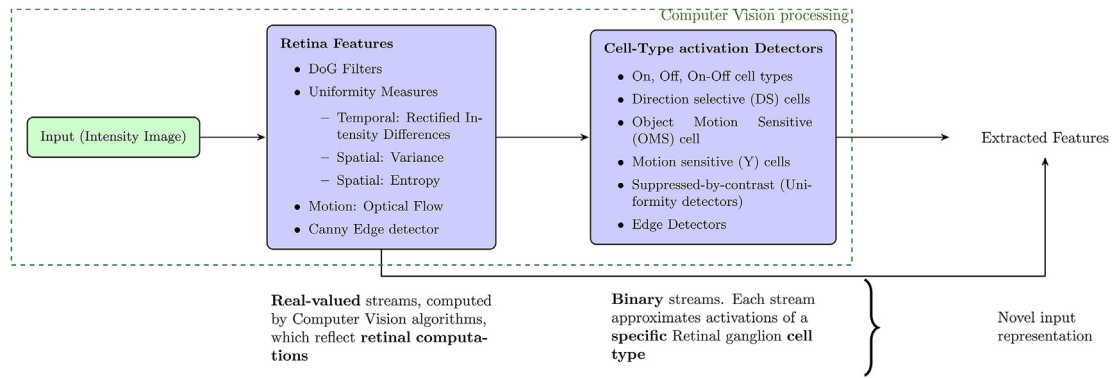 Computer Vision processing
Input (Intensity Image)
Retina Features
• DoG Filters
• Uniformity Measures
– Temporal: Rectified In-
tensity Differences
– Spatial: Variance
– Spatial: Entropy
• Motion: Optical Flow
• Canny Edge detector
Cell-Type activation Detectors
• On, Off, On-Off cell types
• Direction selective (DS) cells
• Object Motion Sensitive
(OMS) cell
• Motion sensitive (Y) cells
• Suppressed-by-contrast (Uni-
formity detectors)
• Edge Detectors
Extracted Features
Real-valued streams, computed
by Computer Vision algorithms,
which reflect retinal computa-
tions
Binary streams. Each stream
approximates activations of a
specific Retinal ganglion cell
type
Novel input
representation